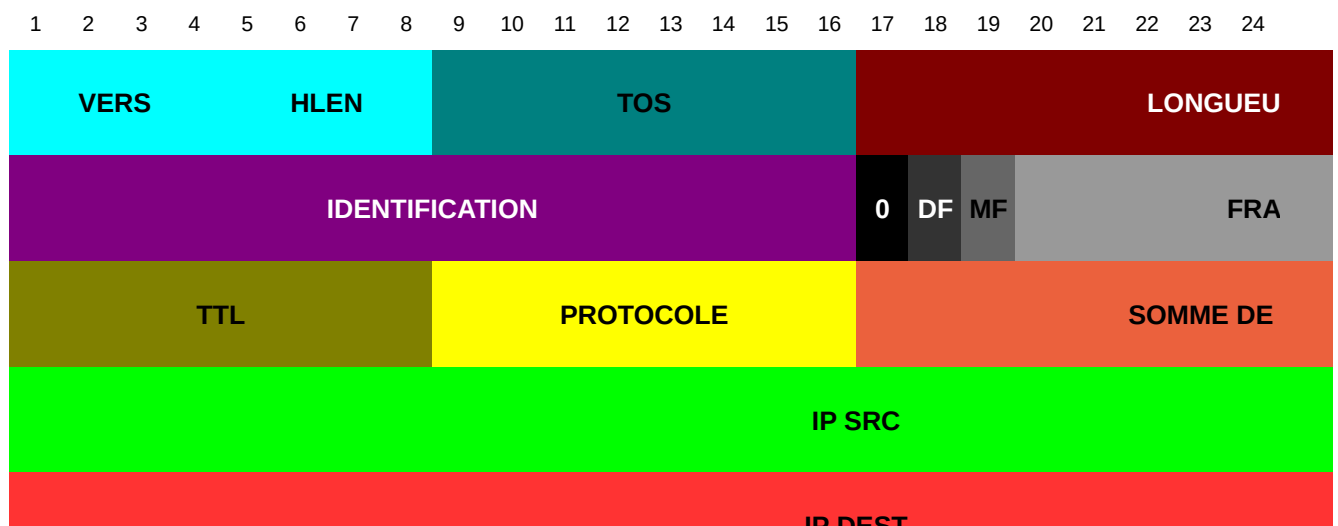 1 2 3 4 5 6 7 8 9 10 11 12 13 14 15 16 17 18 19 20 21 22 23 24
VERS HLEN TOS LONGUEU
IDENTIFICATION 0 DF MF FRA
TTL PROTOCOLE SOMME DE
IP SRC
IP DEST